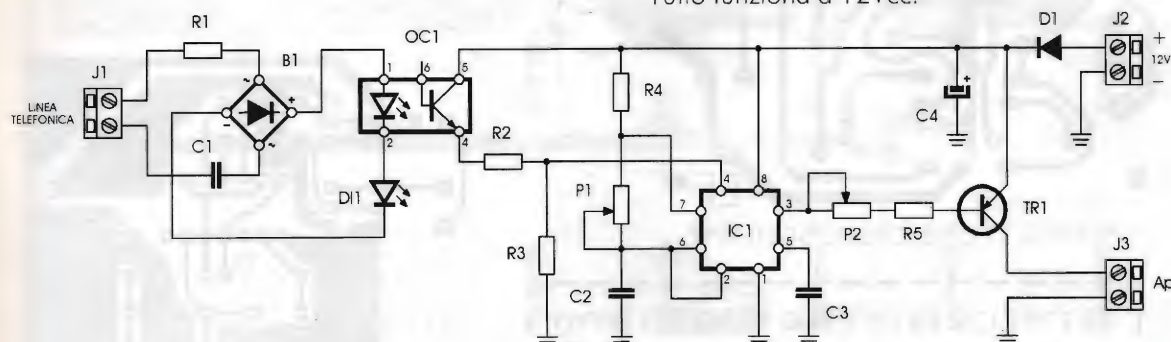 Tutto funziona a 12Vcc.
R1
J1
LINEA
TELEFONICA
B1
~
-
+
~
C1
OC1
1
6
5
2
4
DI1
R2
R3
R4
P1
C2
4
8
7
3
6
5
2
1
IC1
C3
P2
R5
TR1
+
C4
D1
J2
+
12V
-
J3
Ap